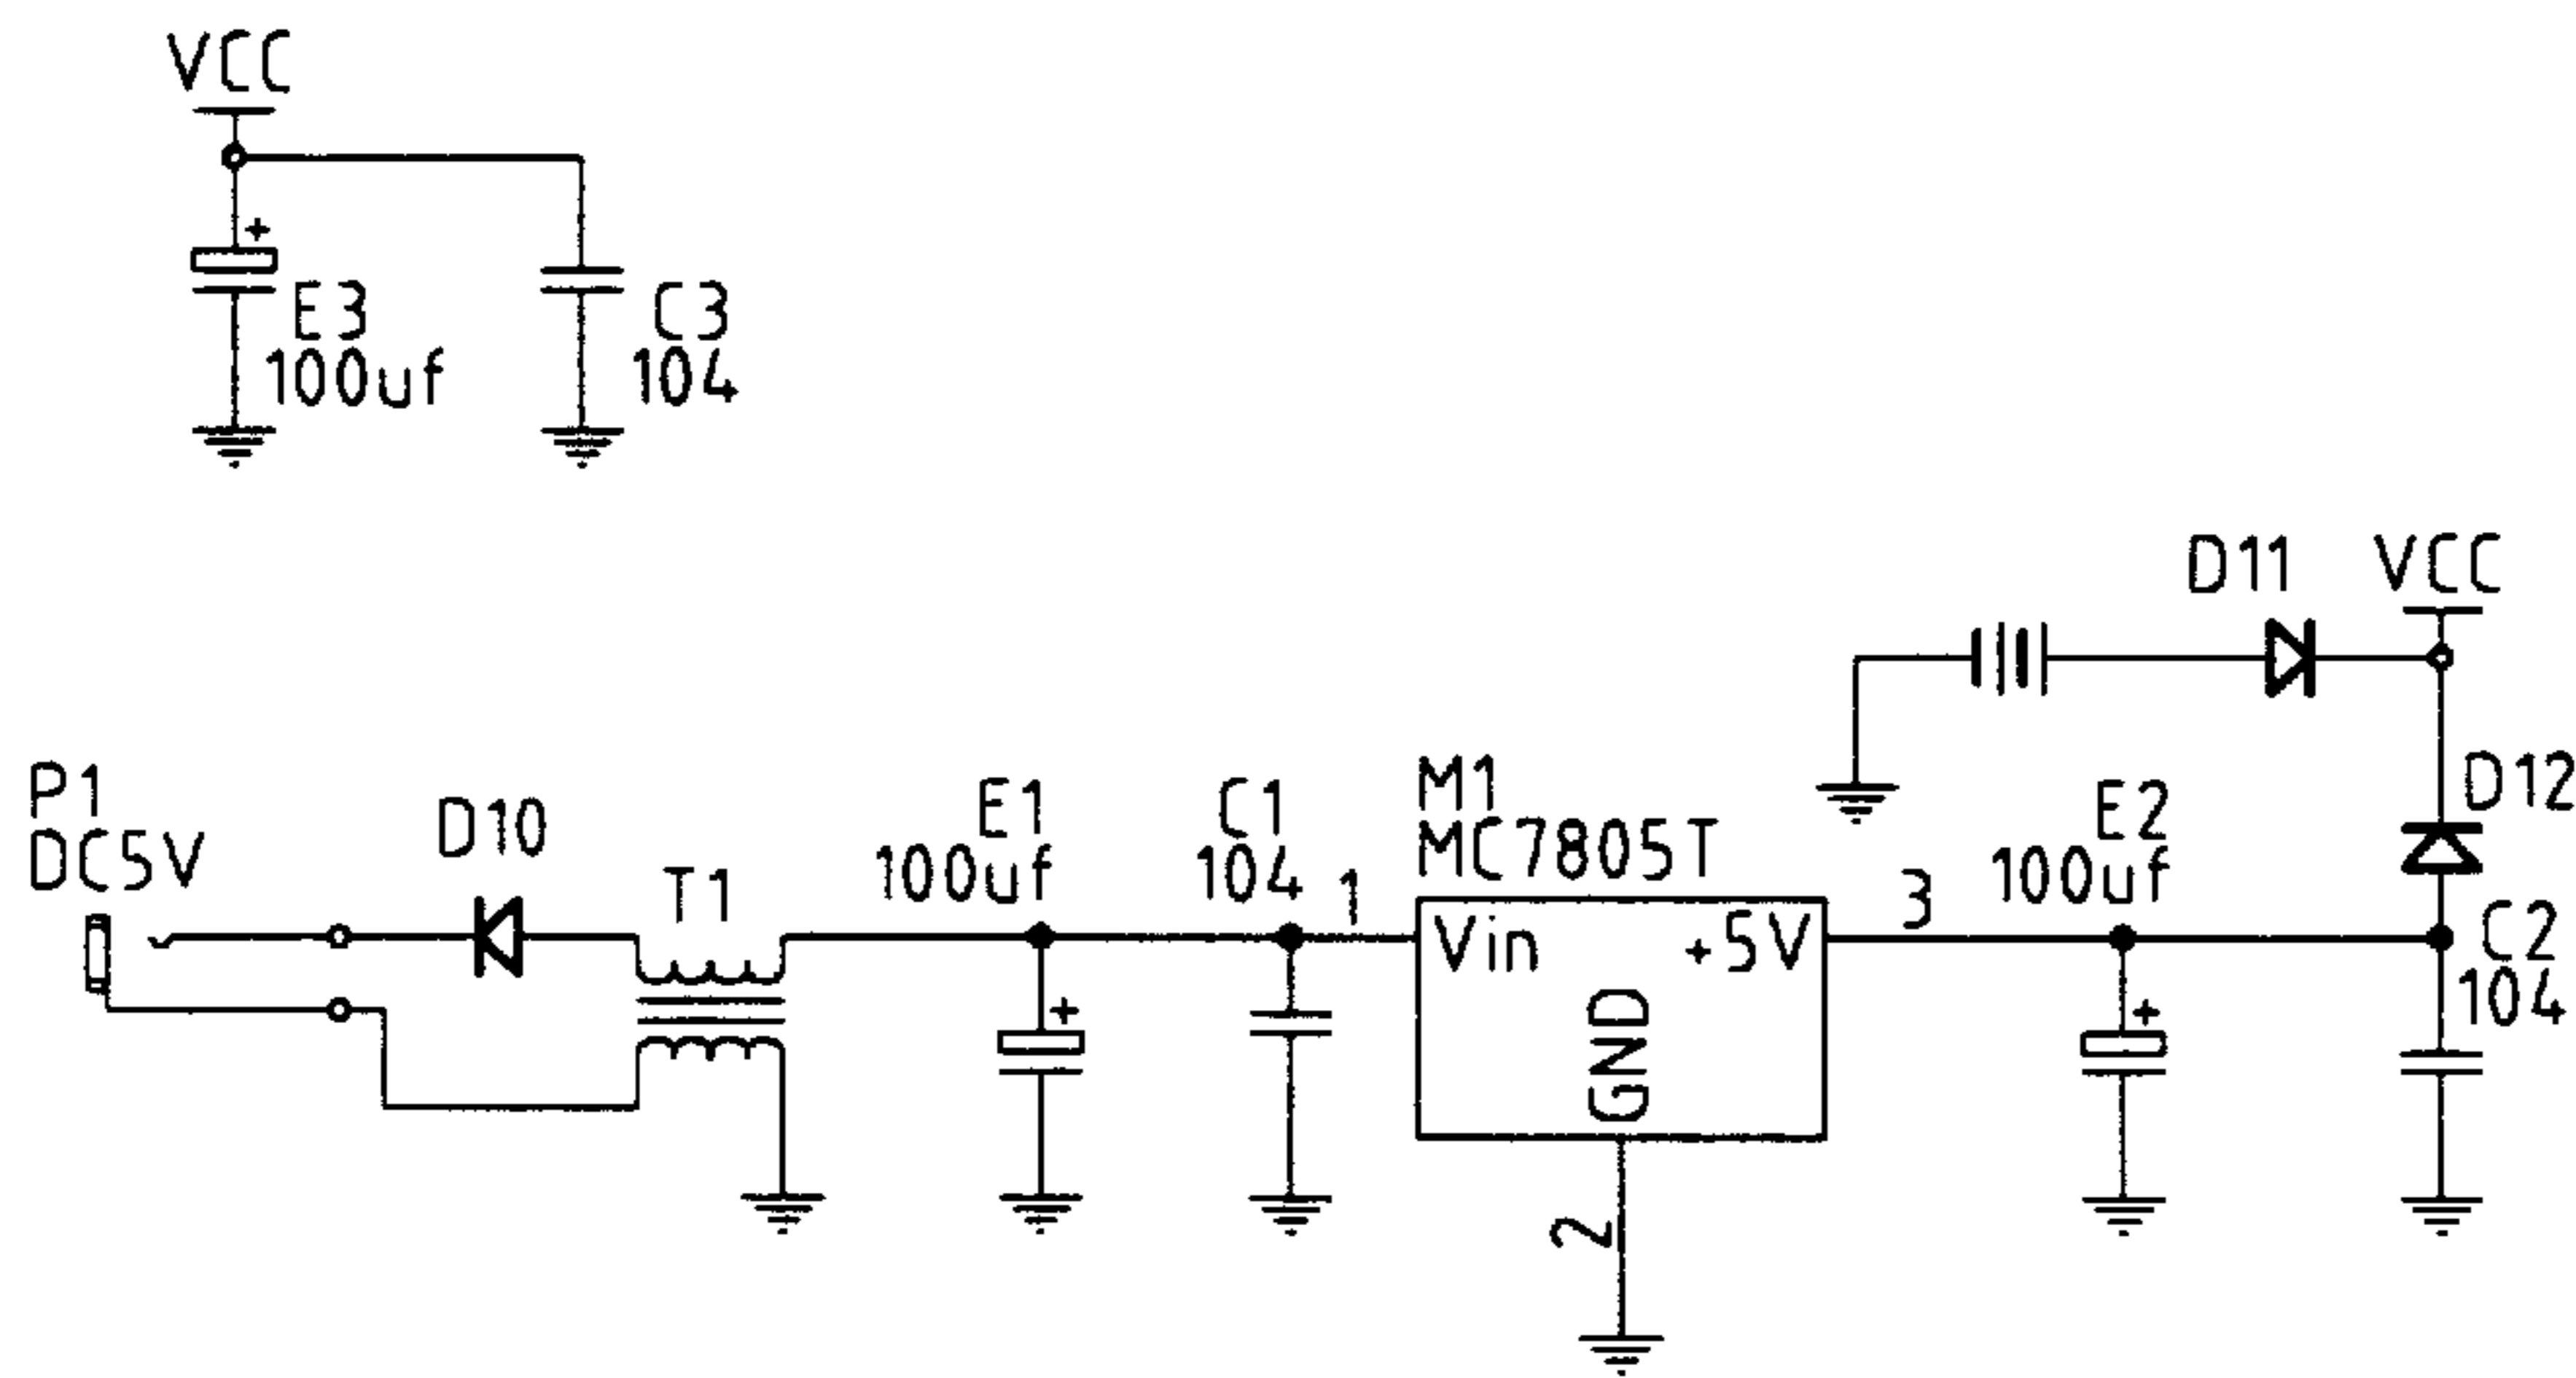 VCC
E3
100uf
C3
104
D11
VCC
P1
DC5V
D10
T1
E1
100uf
C1
104
1
M1
MC7805T
Vin
+5V
GND
2
3
E2
100uf
D12
C2
104
+
+
+